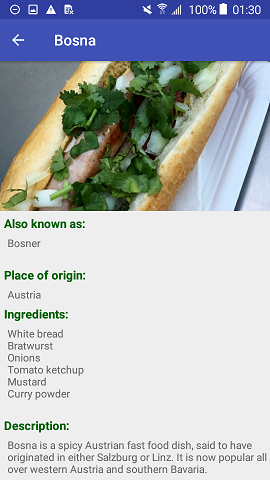 100% 01:30
Bosna
Also known as:
Bosner
Place of origin:
Austria
Ingredients:
White bread
Bratwurst
Onions
Tomato ketchup
Mustard
Curry powder
Description:
Bosna is a spicy Austrian fast food dish, said to have
originated in either Salzburg or Linz. It is now popular all
over western Austria and southern Bavaria.